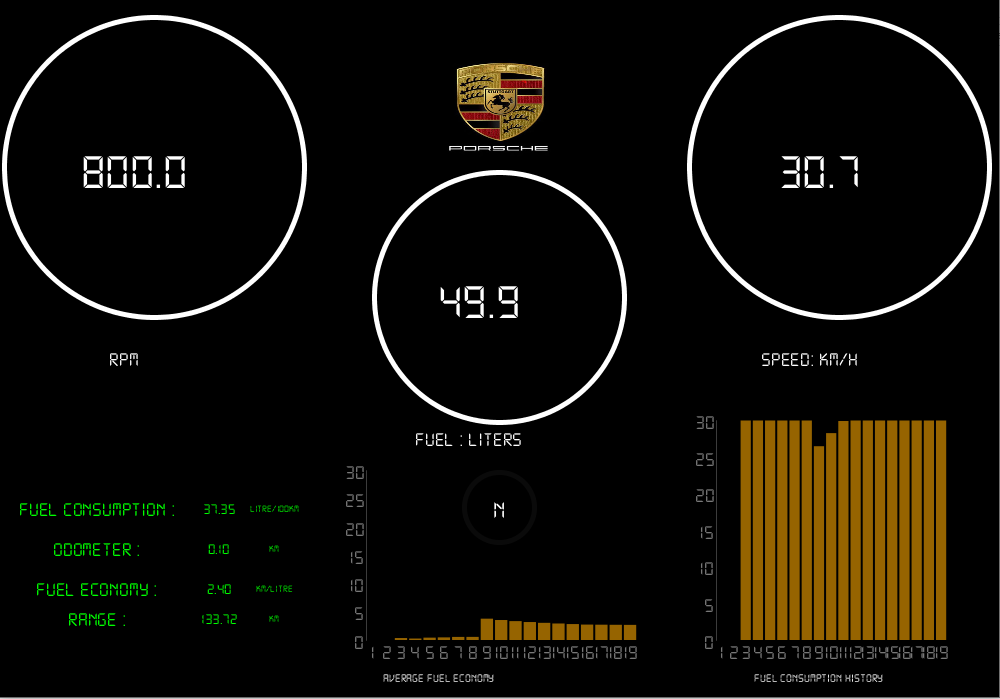 PORSCHE
STUTTGART
PORSCHE
800.0
30.7
49.9
RPM
SPEED: KM/H
FUEL : LITERS
FUEL CONSUMPTION : 37.35 LITRE/100KM
ODOMETER : 0.10 KM
FUEL ECONOMY : 2.40 KM/LITRE
RANGE : 133.72 KM
N
30
25
20
15
10
5
0
1 2 3 4 5 6 7 8 9 10 11 12 13 14 15 16 17 18 19
AVERAGE FUEL ECONOMY
30
25
20
15
10
5
0
1 2 3 4 5 6 7 8 9 10 11 12 13 14 15 16 17 18 19
FUEL CONSUMPTION HISTORY